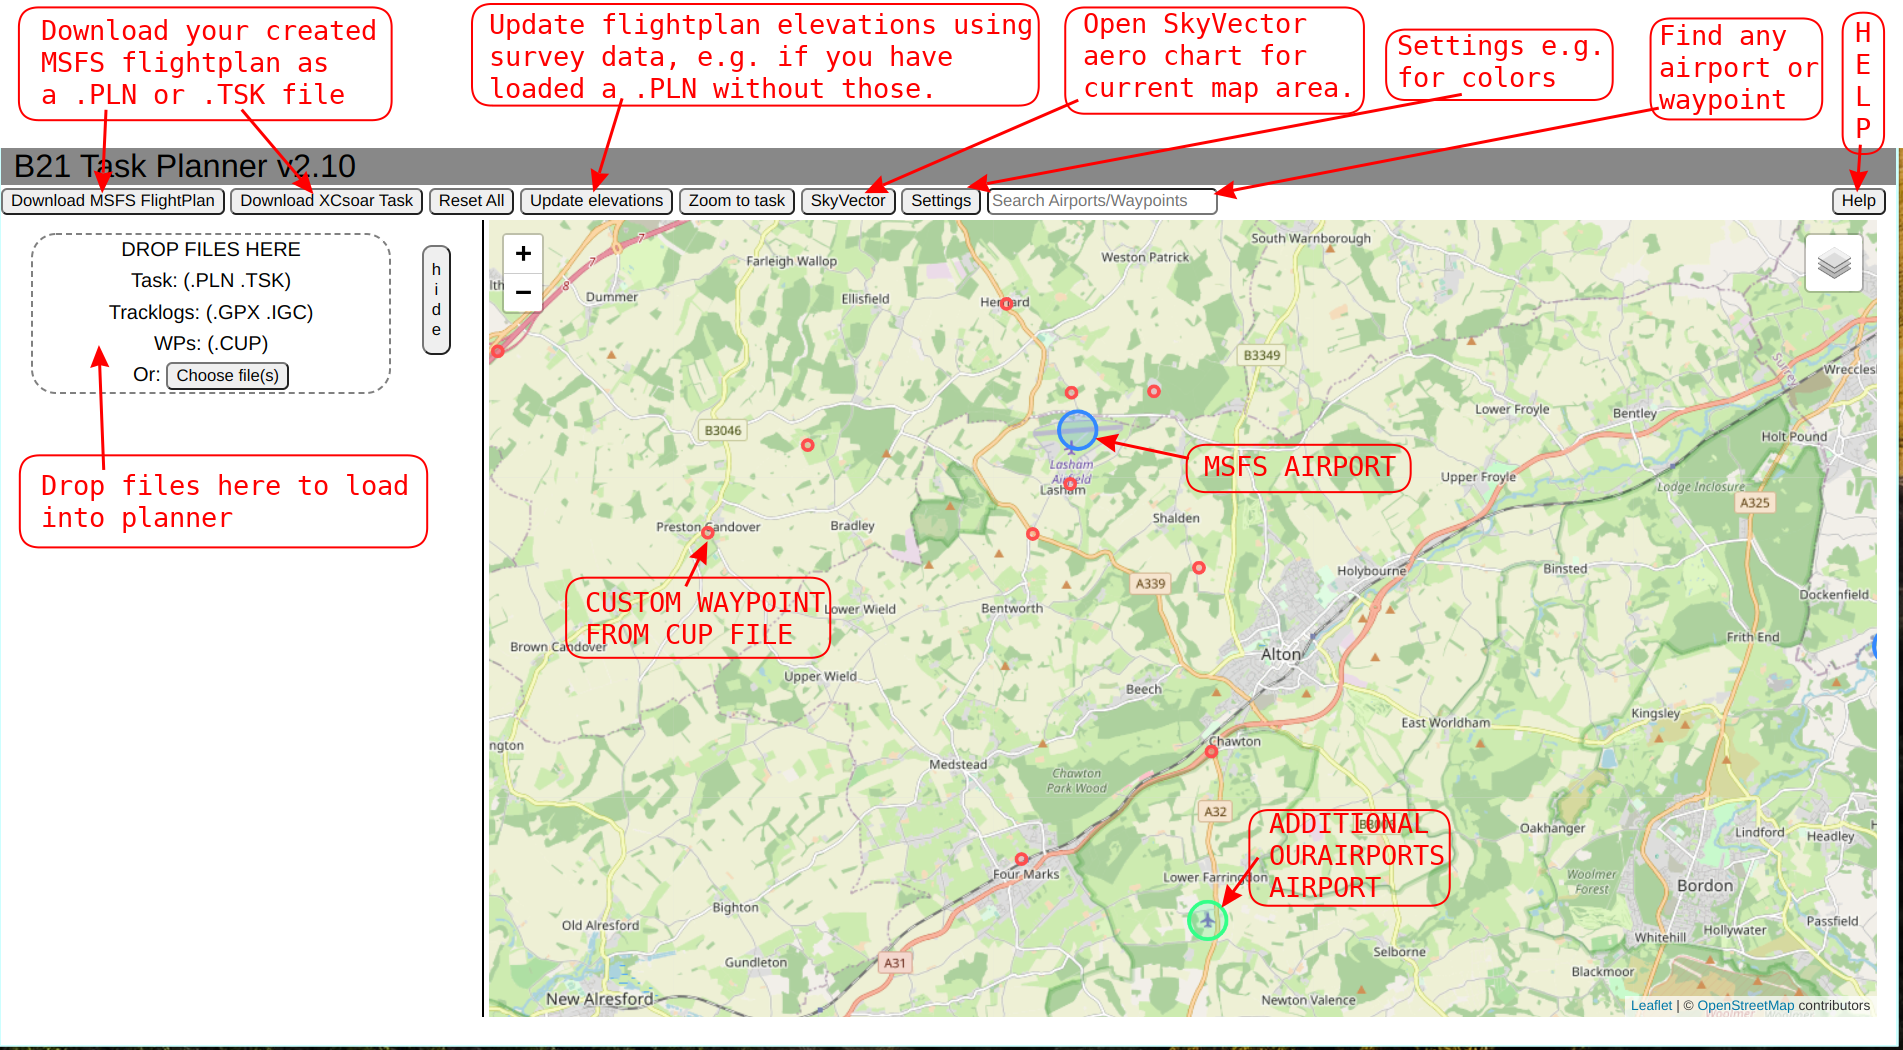 Download your created
MSFS flightplan as
a .PLN or .TSK file
Update flightplan elevations using
survey data, e.g. if you have
loaded a .PLN without those.
Open SkyVector
aero chart for
current map area.
Settings e.g.
for colors
Find any
airport or
waypoint
H
E
L
P
B21 Task Planner v2.10
Download MSFS FlightPlan
Download XCsoar Task
Reset All
Update elevations
Zoom to task
SkyVector
Settings
Search Airports/Waypoints
Help
DROP FILES HERE
Task: (.PLN .TSK)
Tracklogs: (.GPX .IGC)
WPs: (.CUP)
Or: Choose file(s)
h
i
d
e
Drop files here to load
into planner
+
−
7
7
8
Farleigh Wallop
Weston Patrick
South Warnborough
Dummer
Ellisfield
Herriard
B3349
Surrey
Lower Froyle
Bentley
Holt Pound
B3046
Lasham
Airfield
Lasham
MSFS AIRPORT
Upper Froyle
Lodge Inclosure
A325
Preston Candover
Bradley
Shalden
CUSTOM WAYPOINT
FROM CUP FILE
A339
Holybourne
Binsted
Dockenfield
Lower Wield
Bentworth
Brown Candover
Frith End
Alton
Upper Wield
Beech
East Worldham
Kingsley
ngton
Chawton
Medstead
Chawton
Park Wood
A32
ADDITIONAL
OURAIRPORTS
AIRPORT
Oakhanger
Lindford
Headley
Four Marks
Lower Farringdon
Woolmer
Forest
Bordon
Bighton
Old Alresford
Passfield
Hollywater
Whitehill
A31
Gundleton
Selborne
Blackmoor
New Alresford
Newton Valence
Leaflet | © OpenStreetMap contributors